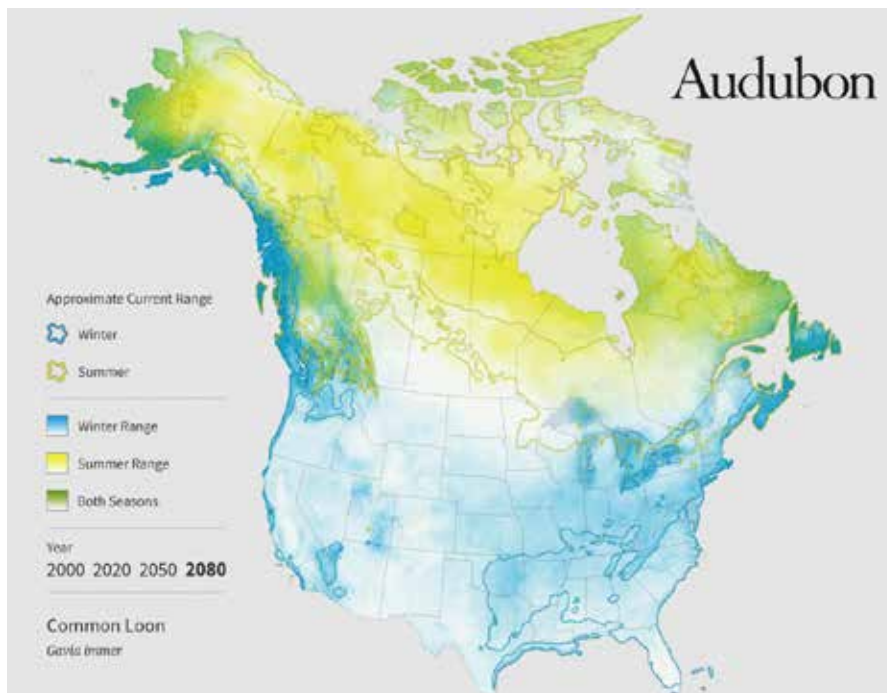 Audubon
Approximate Current Range
Winter
Summer
Winter Range
Summer Range
Both Seasons
Year
2000 2020 2050 2080
Common Loon
Gavia immer